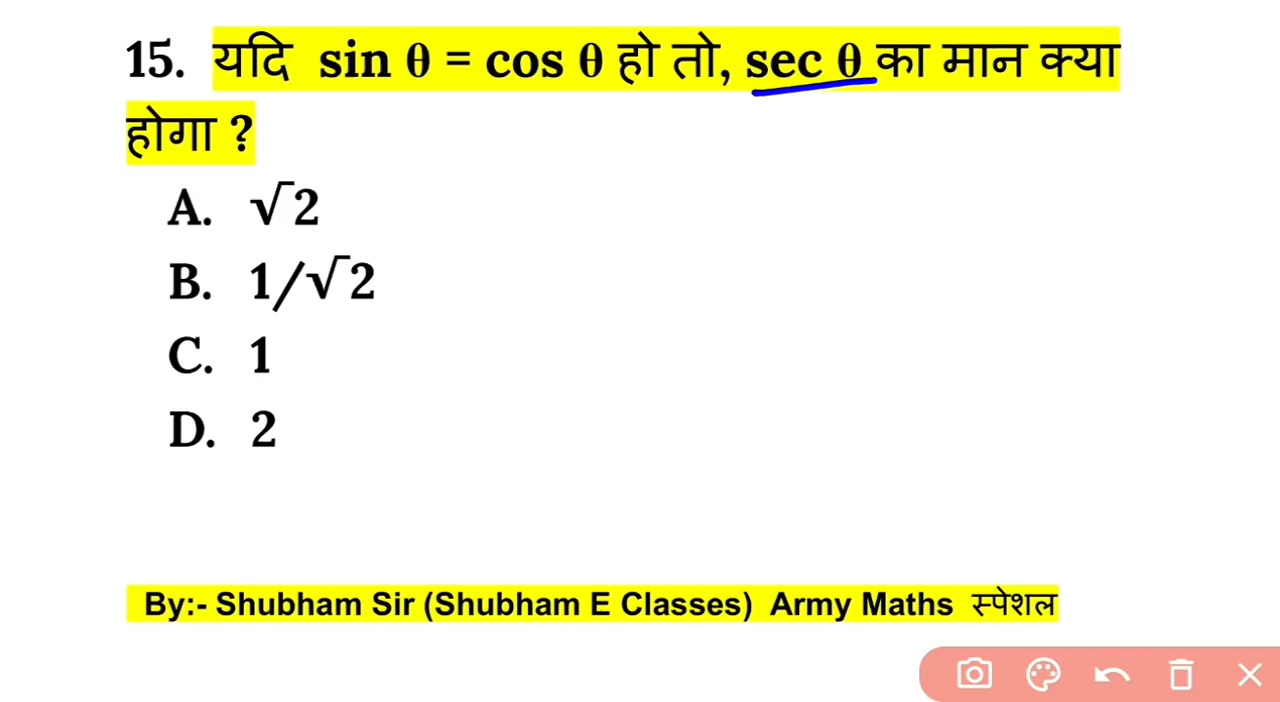 15. यदि sin θ = cos θ हो तो, sec θ का मान क्या
होगा ?
A. √2
B. 1/√2
C. 1
D. 2
By:- Shubham Sir (Shubham E Classes) Army Maths स्पेशल